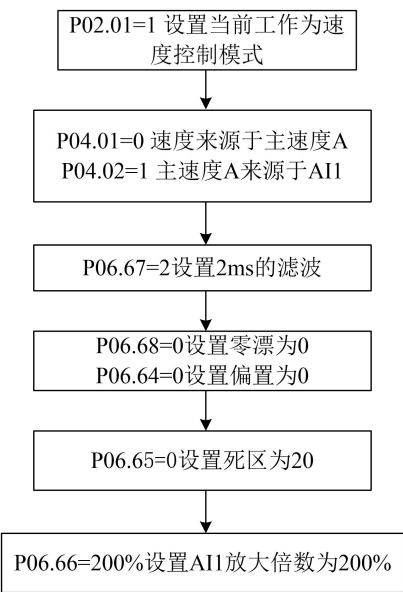 P02.01=1 设置当前工作为速
度控制模式
P04.01=0 速度来源于主速度A
P04.02=1 主速度A来源于AI1
P06.67=2设置2ms的滤波
P06.68=0设置零漂为0
P06.64=0设置偏置为0
P06.65=0设置死区为20
P06.66=200%设置AI1放大倍数为200%